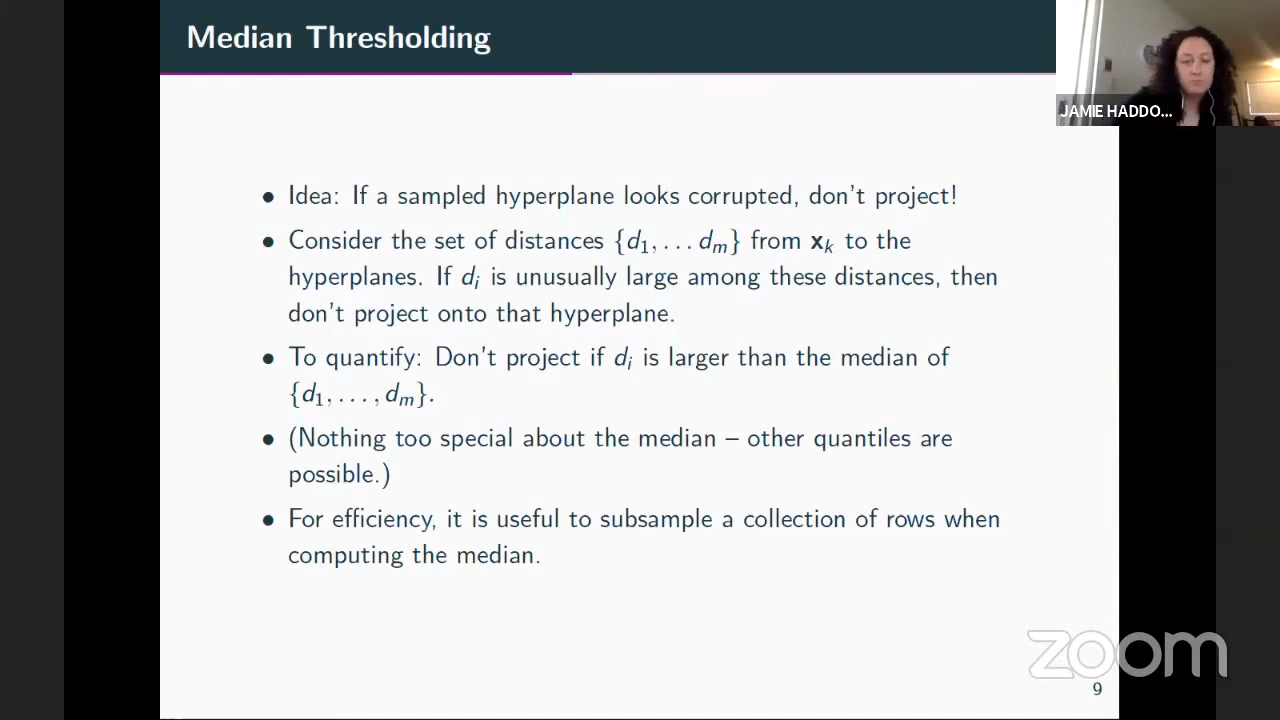 Median Thresholding
JAMIE HADDO...
• Idea: If a sampled hyperplane looks corrupted, don't project!
• Consider the set of distances {d₁, … dₘ} from xₖ to the
hyperplanes. If dᵢ is unusually large among these distances, then
don't project onto that hyperplane.
• To quantify: Don't project if dᵢ is larger than the median of
{d₁, …, dₘ}.
• (Nothing too special about the median – other quantiles are
possible.)
• For efficiency, it is useful to subsample a collection of rows when
computing the median.
zoom
9